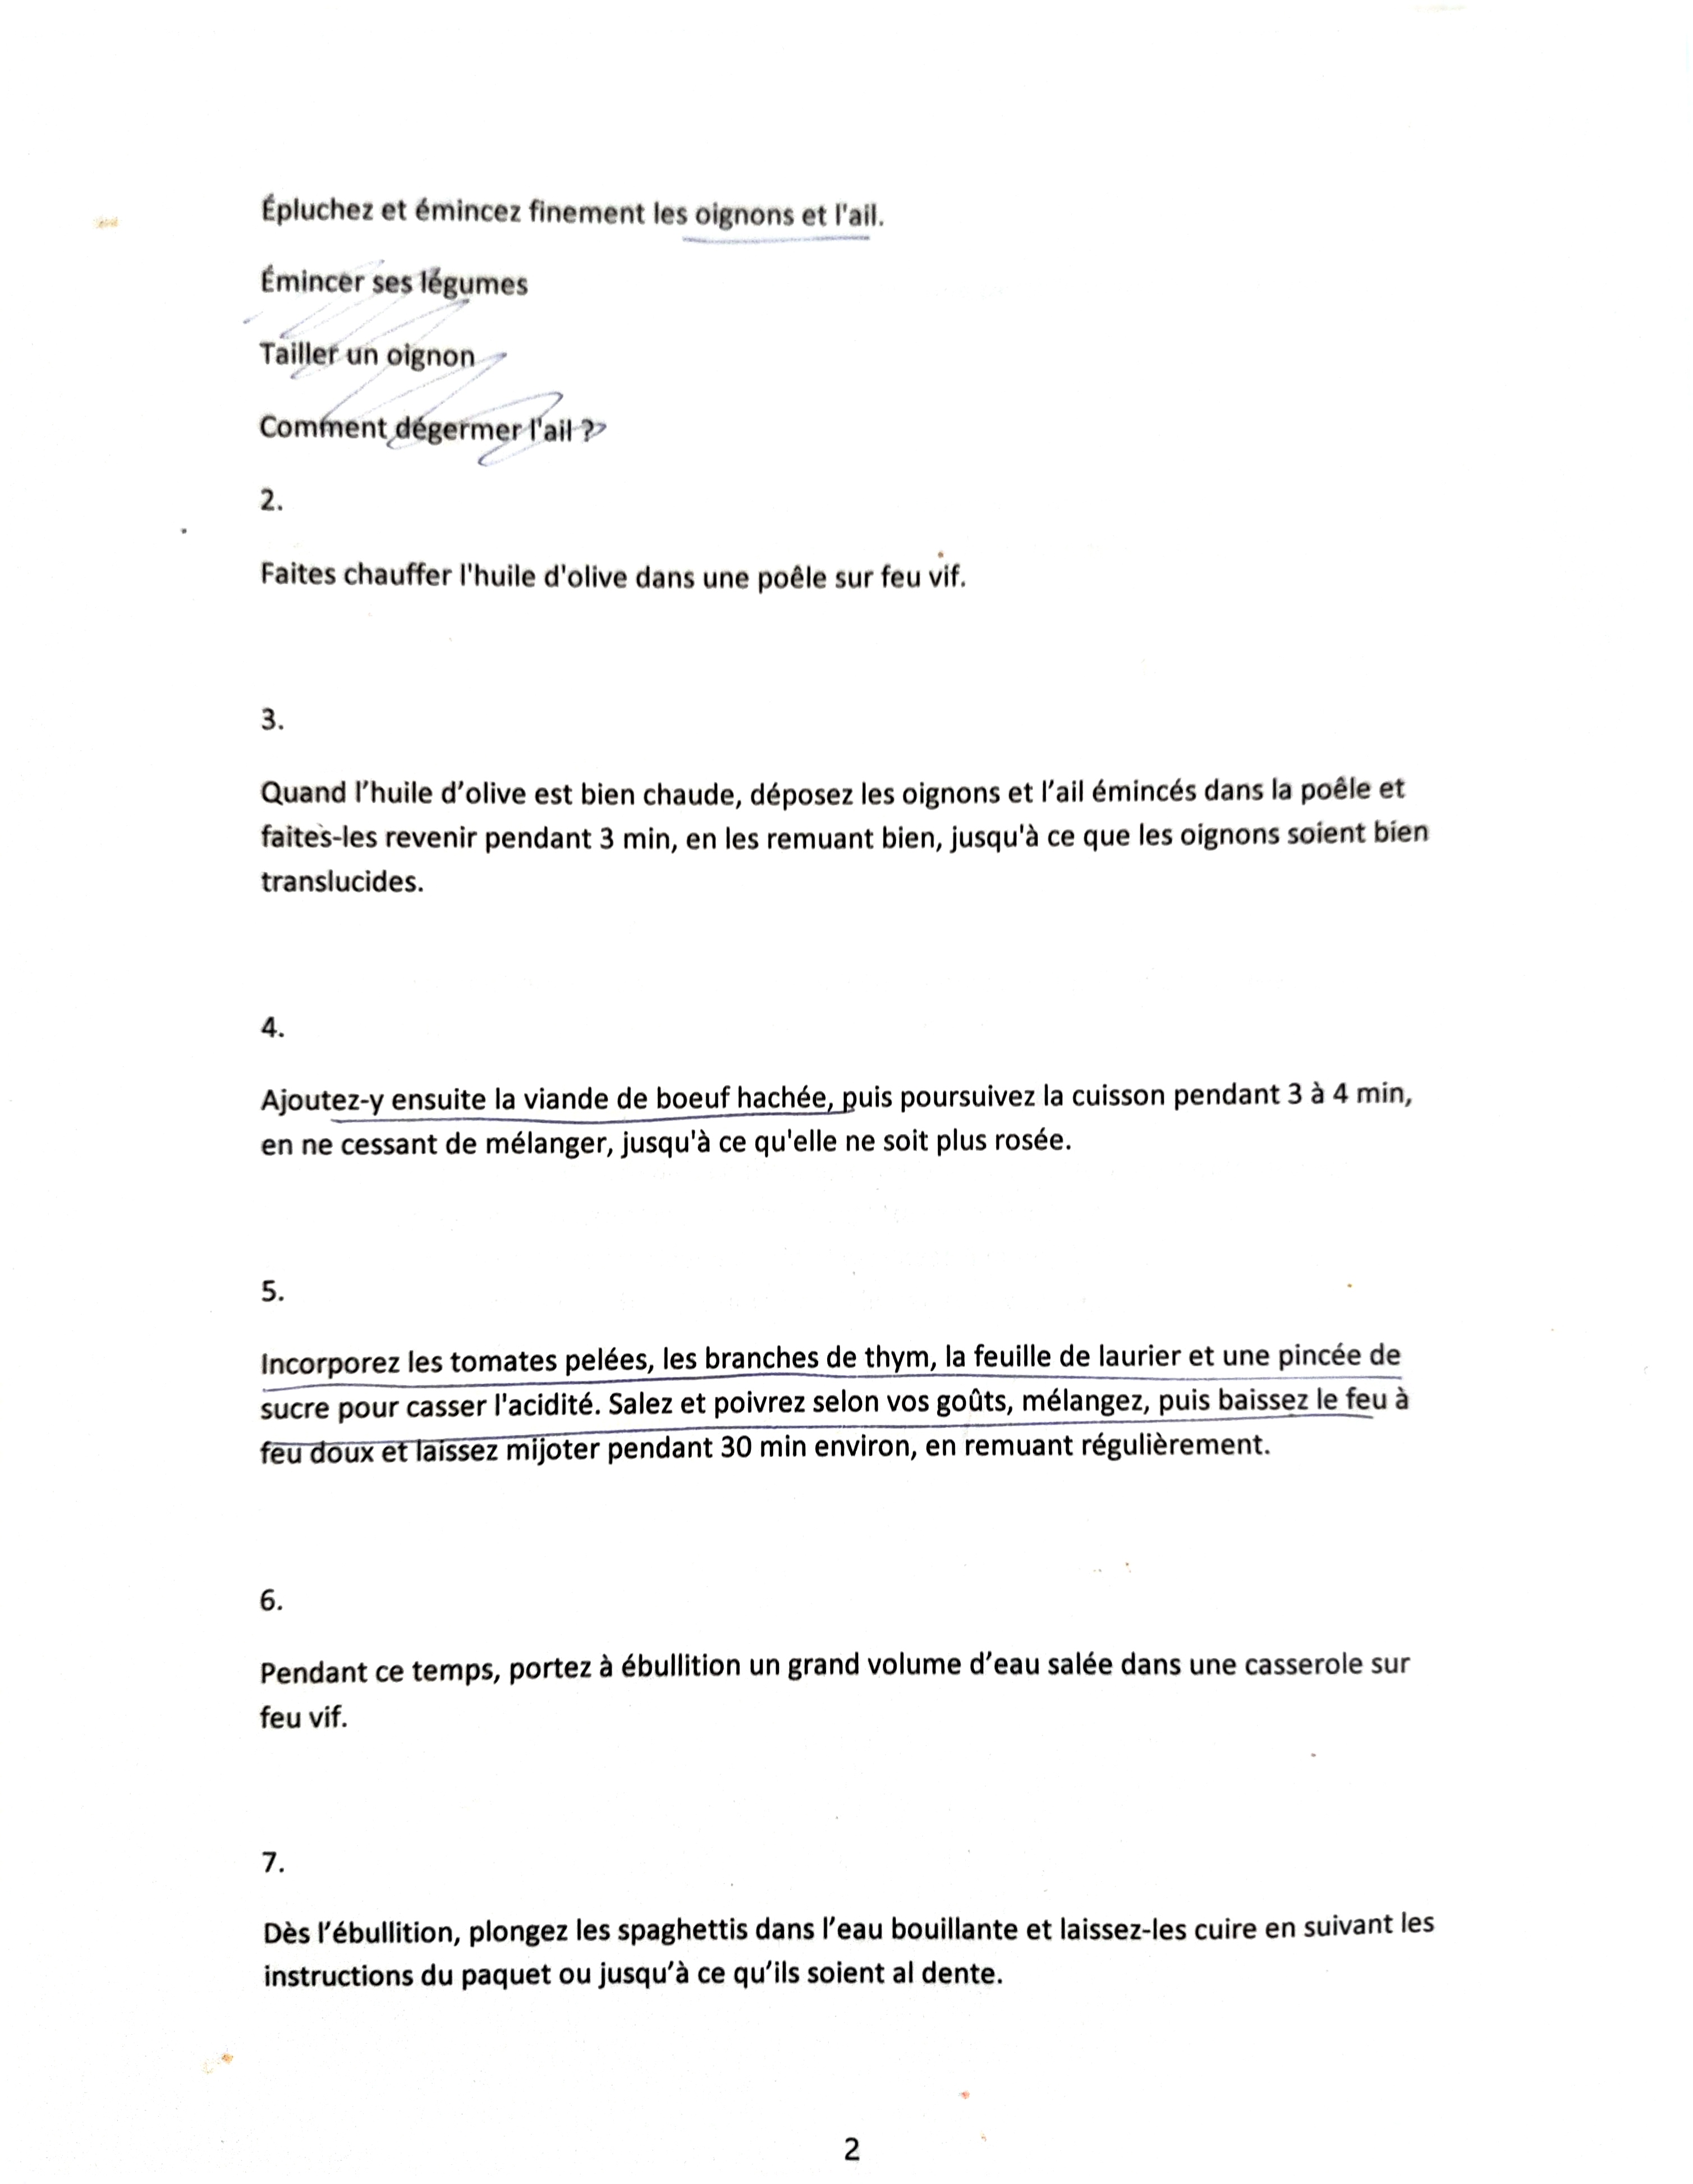 Épluchez et émincez finement les oignons et l'ail.
Émincer ses légumes
Tailler un oignon
Comment dégermer l'ail ?
2.
Faites chauffer l'huile d'olive dans une poêle sur feu vif.
3.
Quand l’huile d’olive est bien chaude, déposez les oignons et l’ail émincés dans la poêle et
faites-les revenir pendant 3 min, en les remuant bien, jusqu'à ce que les oignons soient bien
translucides.
4.
Ajoutez-y ensuite la viande de boeuf hachée, puis poursuivez la cuisson pendant 3 à 4 min,
en ne cessant de mélanger, jusqu'à ce qu'elle ne soit plus rosée.
5.
Incorporez les tomates pelées, les branches de thym, la feuille de laurier et une pincée de
sucre pour casser l'acidité. Salez et poivrez selon vos goûts, mélangez, puis baissez le feu à
feu doux et laissez mijoter pendant 30 min environ, en remuant régulièrement.
6.
Pendant ce temps, portez à ébullition un grand volume d’eau salée dans une casserole sur
feu vif.
7.
Dès l’ébullition, plongez les spaghettis dans l’eau bouillante et laissez-les cuire en suivant les
instructions du paquet ou jusqu’à ce qu’ils soient al dente.
2